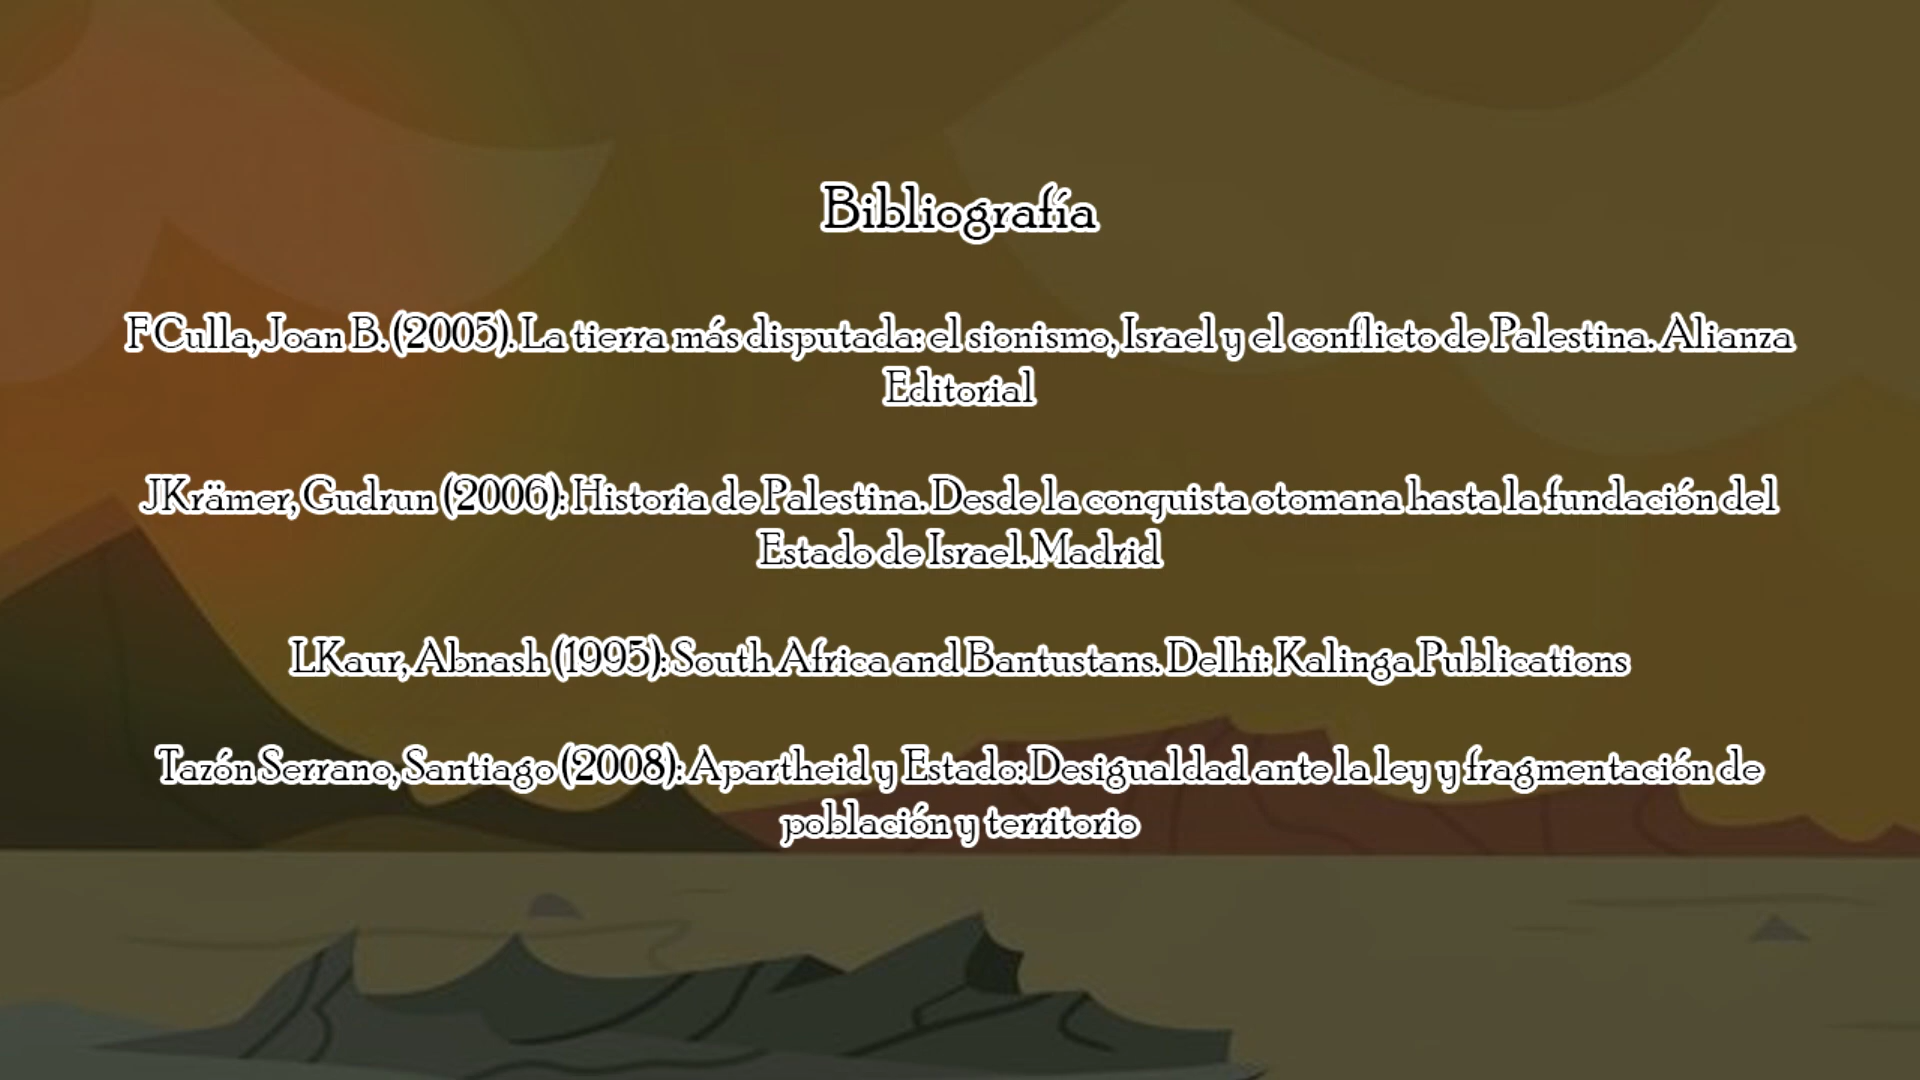 Bibliografía
F Culla, Joan B. (2005). La tierra más disputada: el sionismo, Israel y el conflicto de Palestina. Alianza
Editorial
JKrämer, Gudrun (2006): Historia de Palestina. Desde la conquista otomana hasta la fundación del
Estado de Israel. Madrid
LKaur, Abnash (1995): South Africa and Bantustans. Delhi: Kalinga Publications
Tazón Serrano, Santiago (2008): Apartheid y Estado: Desigualdad ante la ley y fragmentación de
población y territorio